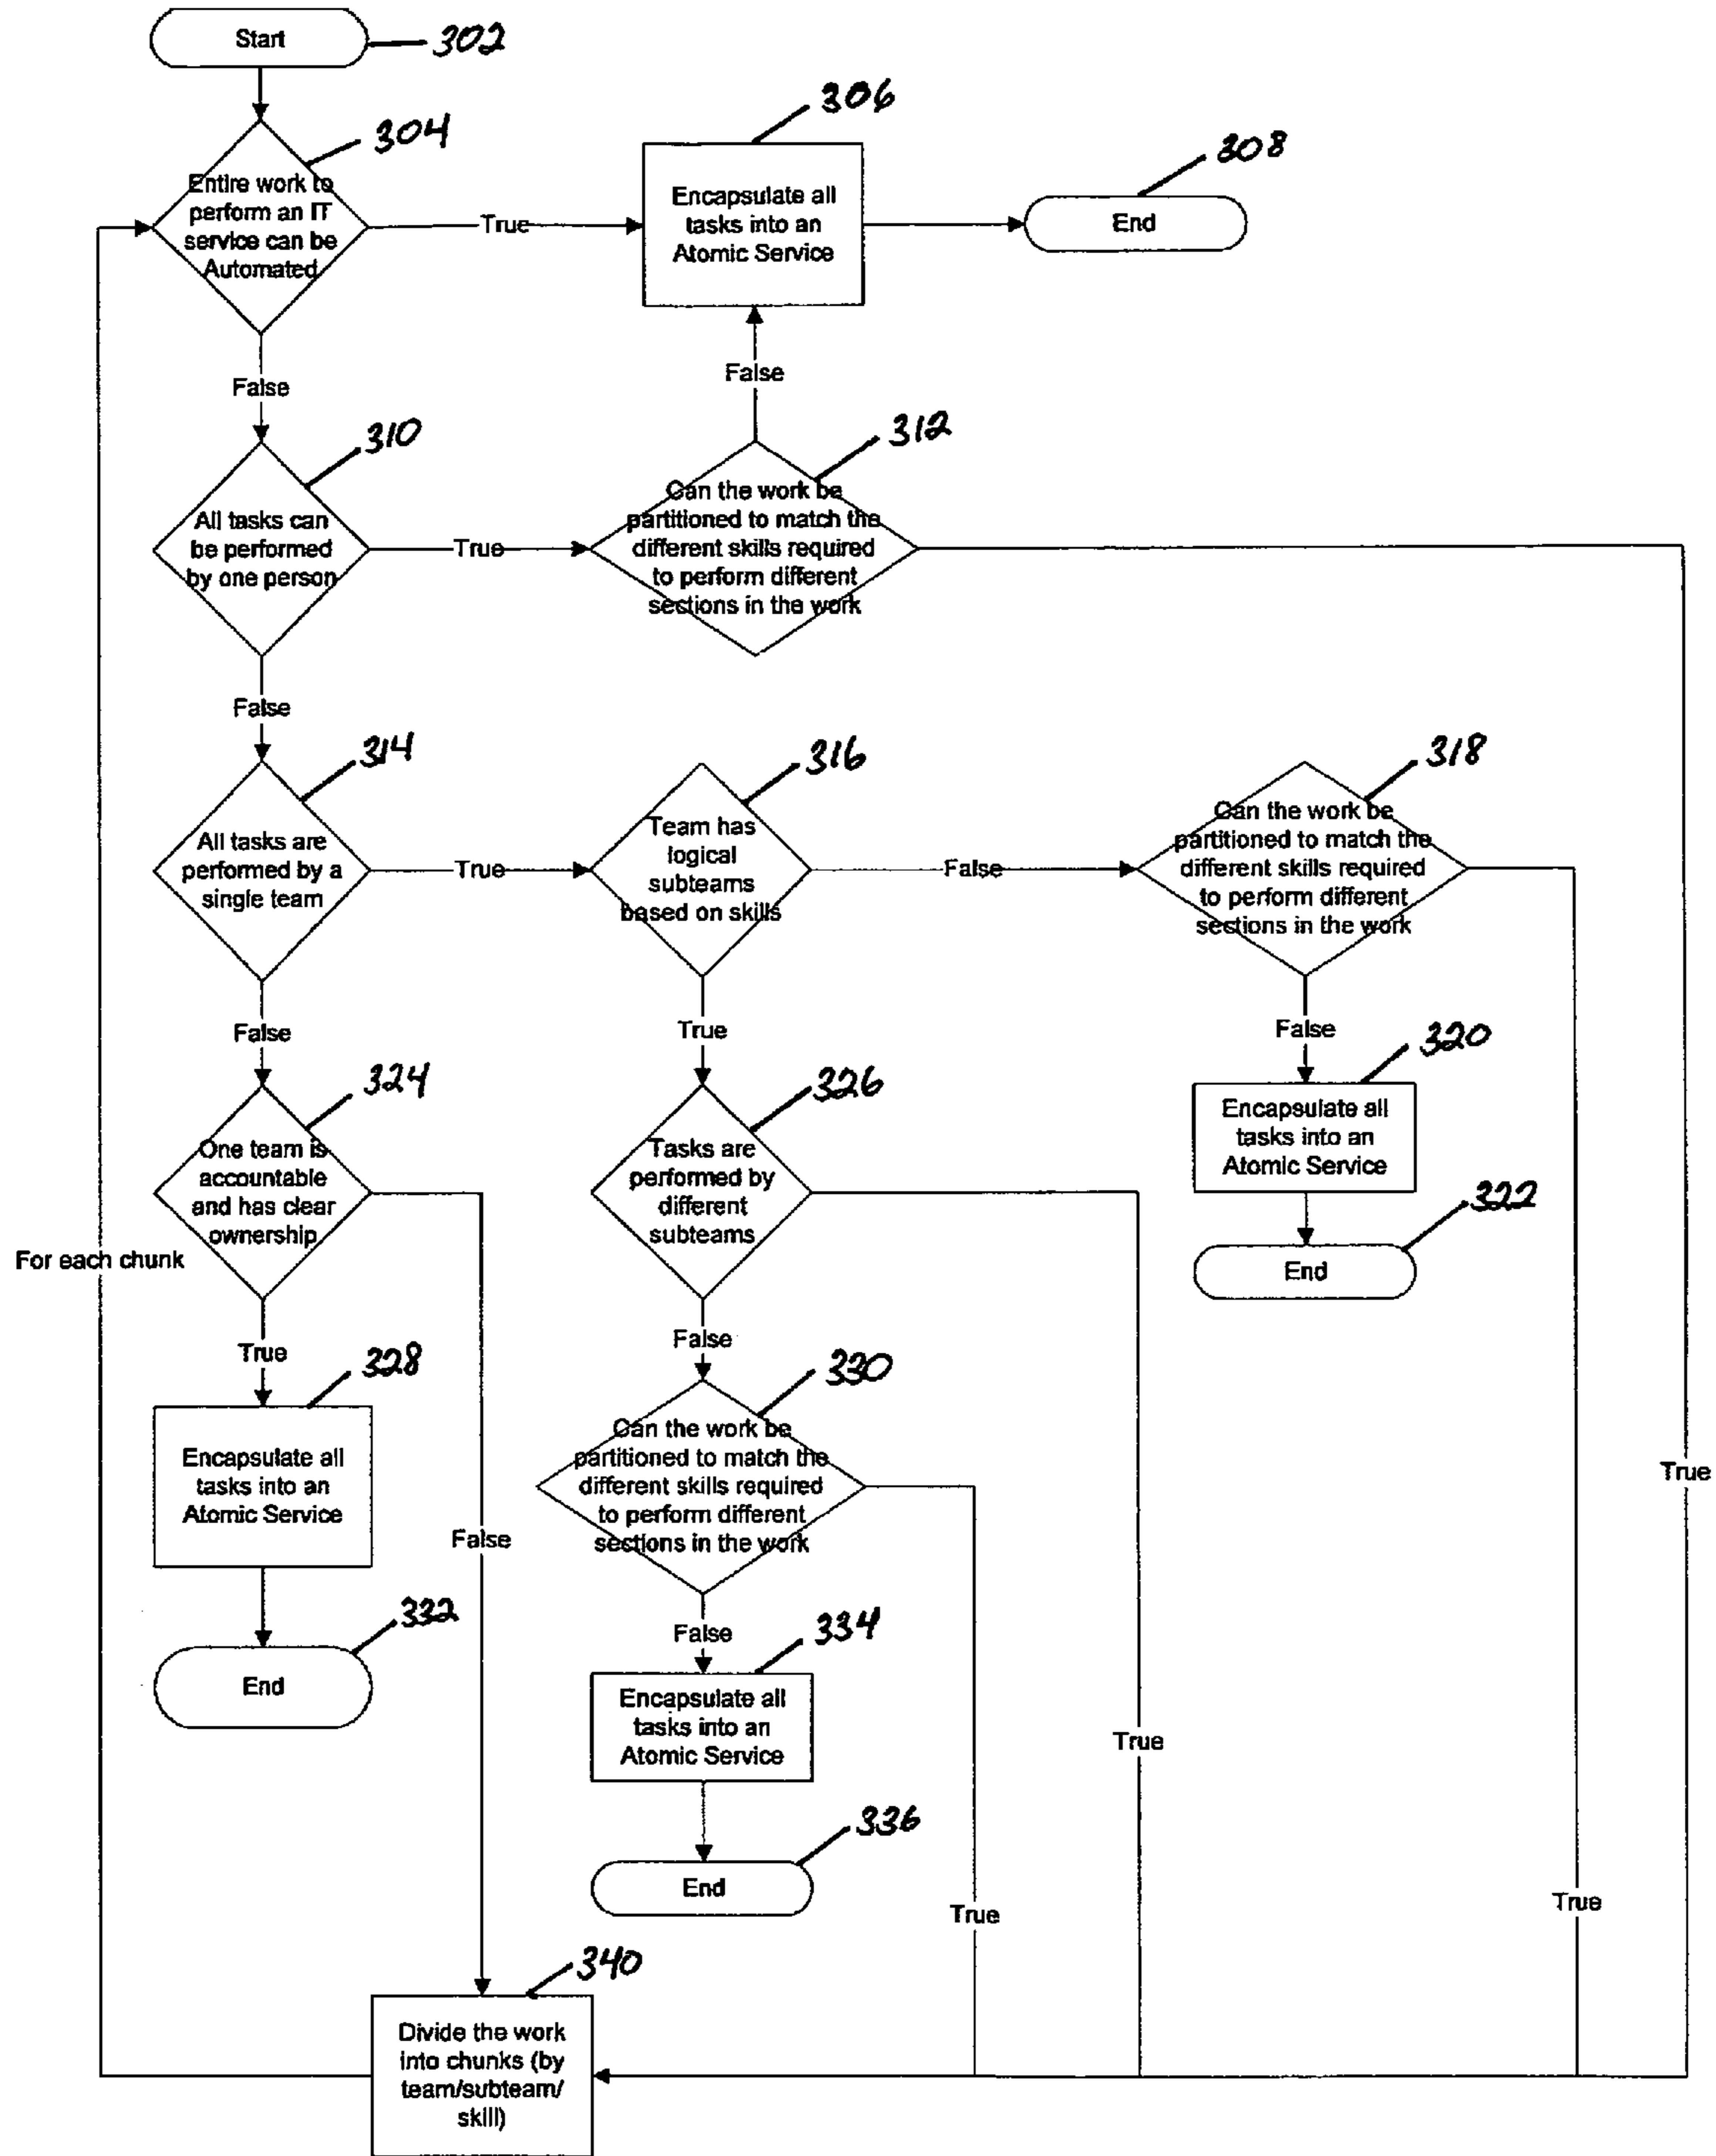 Start
302
304
Entire work to
perform an IT
service can be
Automated
True
306
Encapsulate all
tasks into an
Atomic Service
308
End
False
False
310
All tasks can
be performed
by one person
True
312
Can the work be
partitioned to match the
different skills required
to perform different
sections in the work
False
314
All tasks are
performed by a
single team
True
316
Team has
logical
subteams
based on skills
False
318
Can the work be
partitioned to match the
different skills required
to perform different
sections in the work
False
True
False
320
Encapsulate all
tasks into an
Atomic Service
322
End
324
One team is
accountable
and has clear
ownership
326
Tasks are
performed by
different
subteams
For each chunk
True
False
328
Encapsulate all
tasks into an
Atomic Service
False
330
Can the work be
partitioned to match the
different skills required
to perform different
sections in the work
True
332
End
False
334
Encapsulate all
tasks into an
Atomic Service
True
336
End
True
True
340
Divide the work
into chunks (by
team/subteam/
skill)